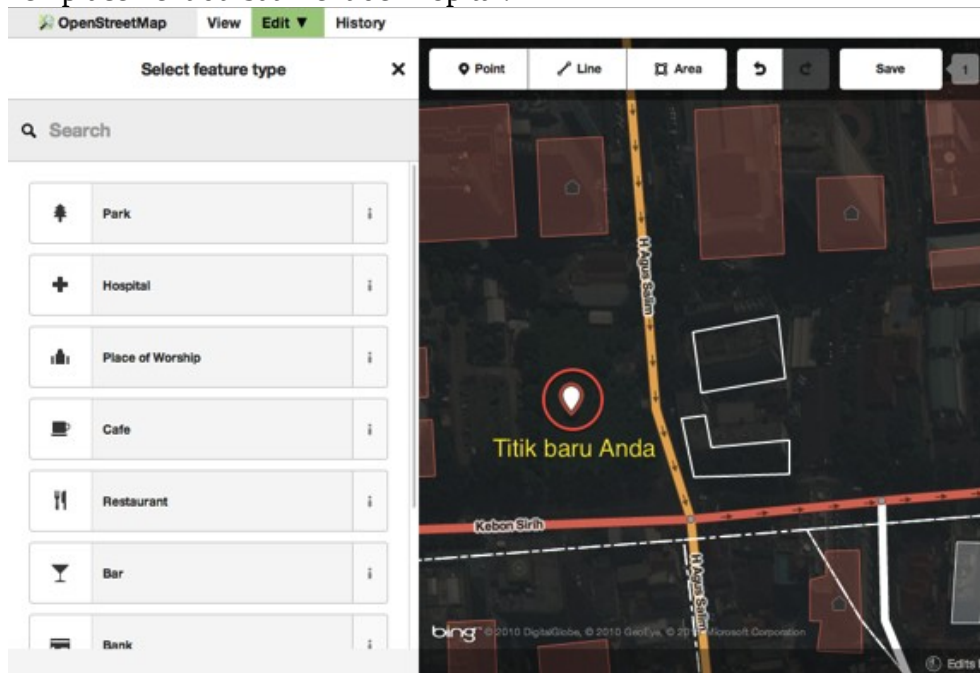 OpenStreetMap View Edit ▼ History
Select feature type
Point Line Area Save 1
Search
Park
Hospital
Place of Worship
Cafe
Restaurant
Bar
Bank
H Agus Salim
Titik baru Anda
Kebon Sirih
H Agus Salim
bing © 2010 DigitalGlobe, © 2010 GeoEye, © 2010 Microsoft Corporation
Edits